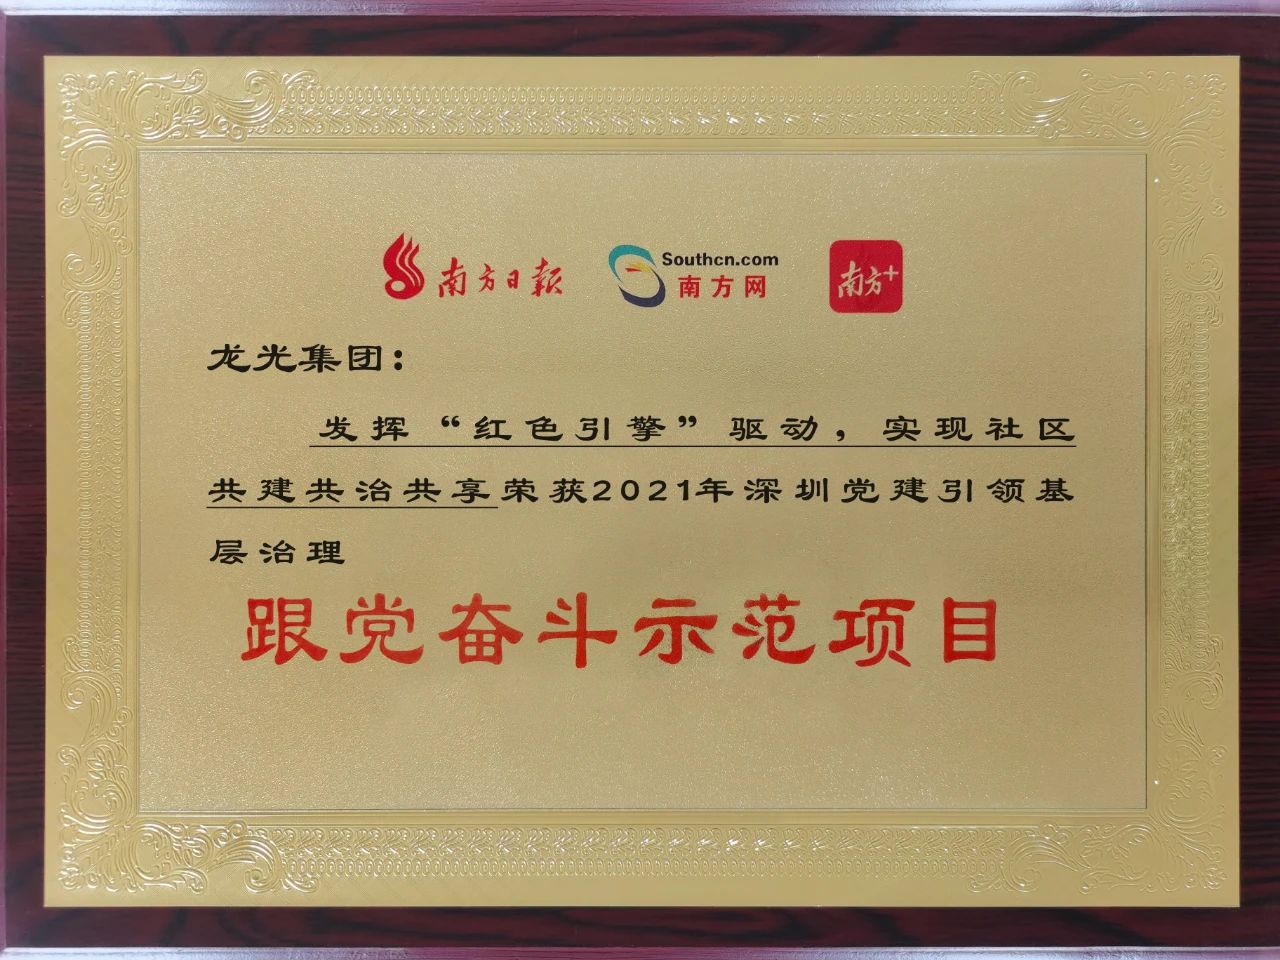 南方日报 Southcn.com 南方网 南方+
龙光集团：
发挥“红色引擎”驱动，实现社区
共建共治共享荣获2021年深圳党建引领基
层治理
跟党奋斗示范项目